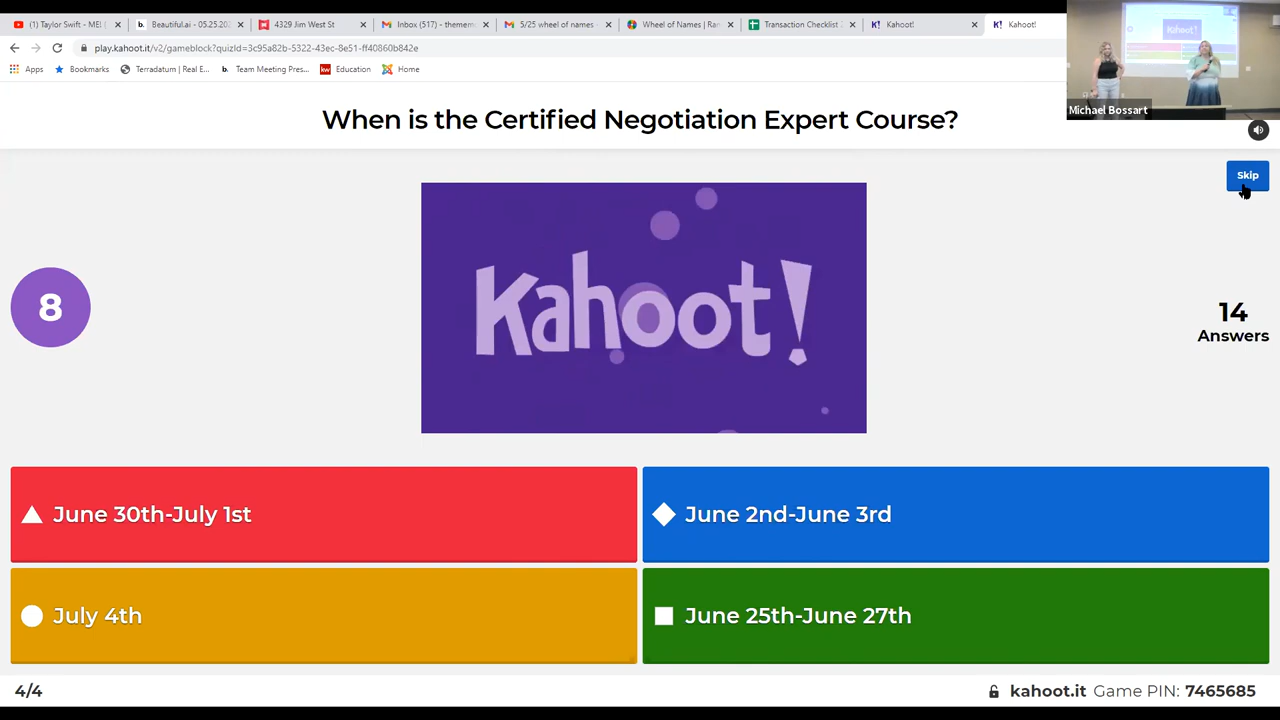 (1) Taylor Swift - ME! (
Beautiful.ai - 05.25.20
4329 Jim West St
Inbox (517) - thememm
5/25 wheel of names -
Wheel of Names | Ran
Transaction Checklist 2
Kahoot!
Kahoot!
play.kahoot.it/v2/gameblock?quizId=3c95a82b-5322-43ec-8e51-ff40860b842e
Apps
Bookmarks
Terradatum | Real E...
Team Meeting Pres...
Education
Home
Michael Bossart
When is the Certified Negotiation Expert Course?
Skip
8
Kahoot!
14
Answers
June 30th-July 1st
June 2nd-June 3rd
July 4th
June 25th-June 27th
4/4
kahoot.it Game PIN: 7465685